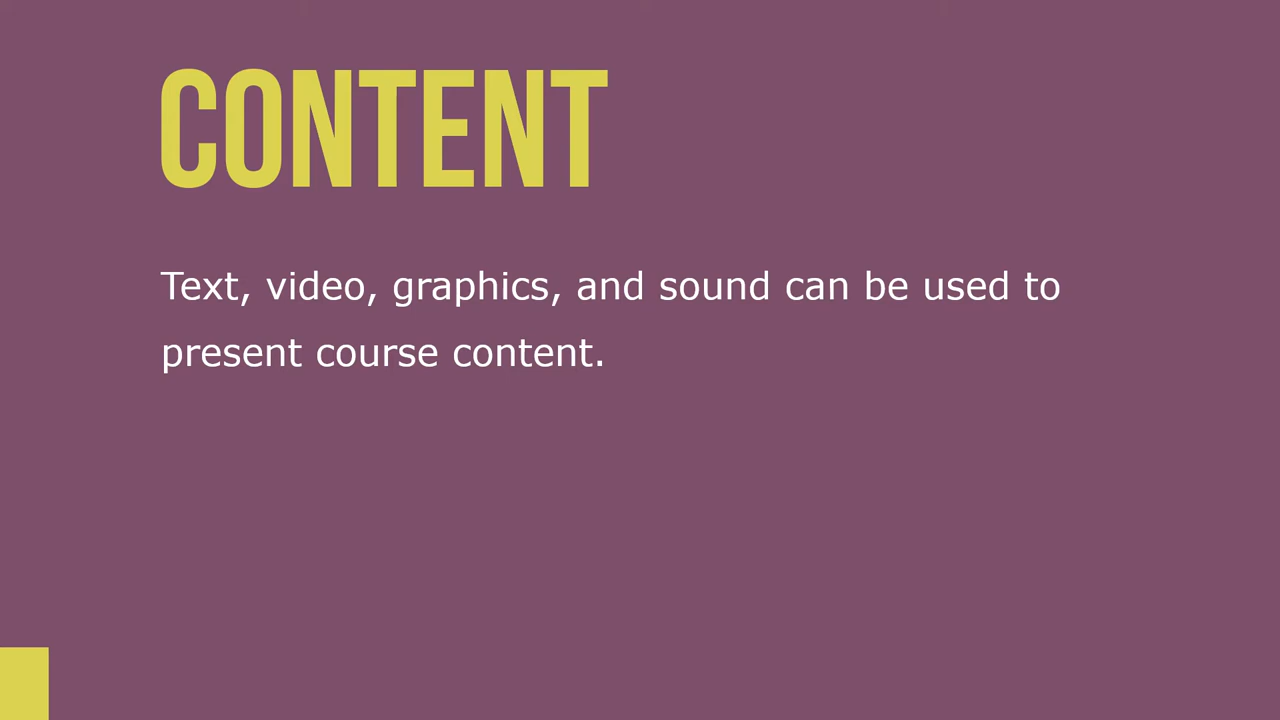 CONTENT
Text, video, graphics, and sound can be used to
present course content.